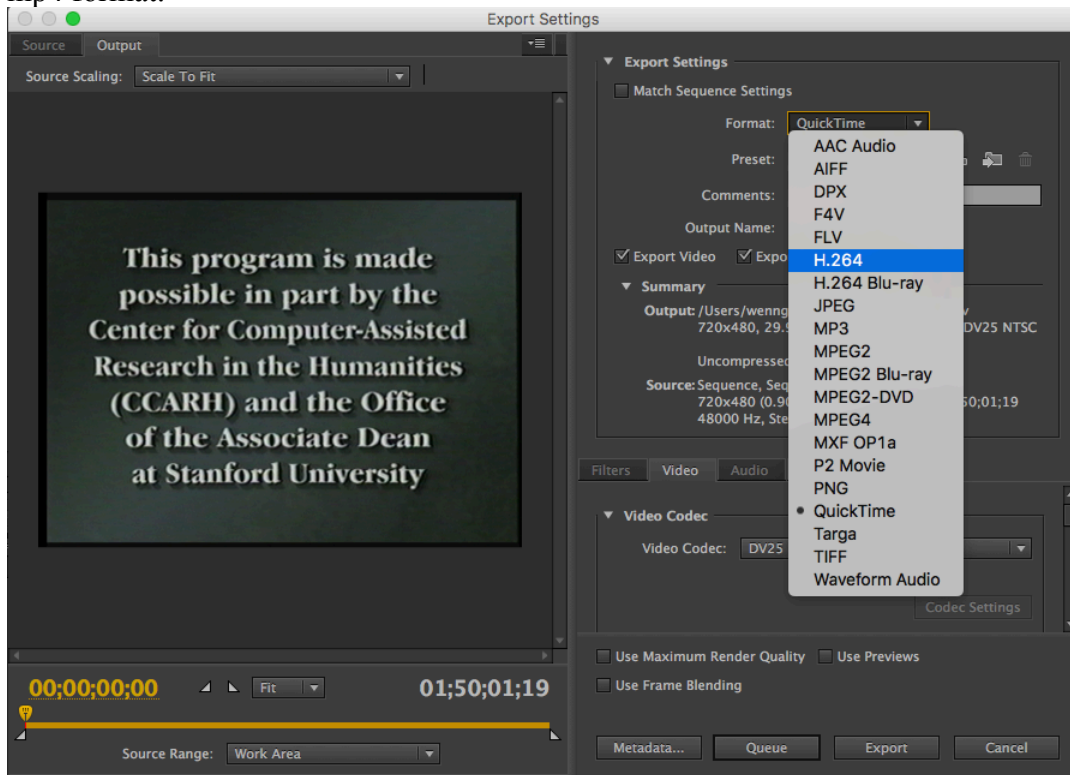 Export Settings
Source Output
Source Scaling: Scale To Fit
This program is made
possible in part by the
Center for Computer-Assisted
Research in the Humanities
(CCARH) and the Office
of the Associate Dean
at Stanford University
00;00;00;00 Fit 01;50;01;19
Source Range: Work Area
Export Settings
Match Sequence Settings
Format: QuickTime
Preset:
Comments:
Output Name:
Export Video Expo
Summary
Output: /Users/wenng
720x480, 29.9 DV25 NTSC
Uncompressed
Source: Sequence, Seq
720x480 (0.90 50;01;19
48000 Hz, Ste
AAC Audio
AIFF
DPX
F4V
FLV
H.264
H.264 Blu-ray
JPEG
MP3
MPEG2
MPEG2 Blu-ray
MPEG2-DVD
MPEG4
MXF OP1a
P2 Movie
PNG
QuickTime
Targa
TIFF
Waveform Audio
Filters Video Audio
Video Codec
Video Codec: DV25
Codec Settings
Use Maximum Render Quality Use Previews
Use Frame Blending
Metadata... Queue Export Cancel